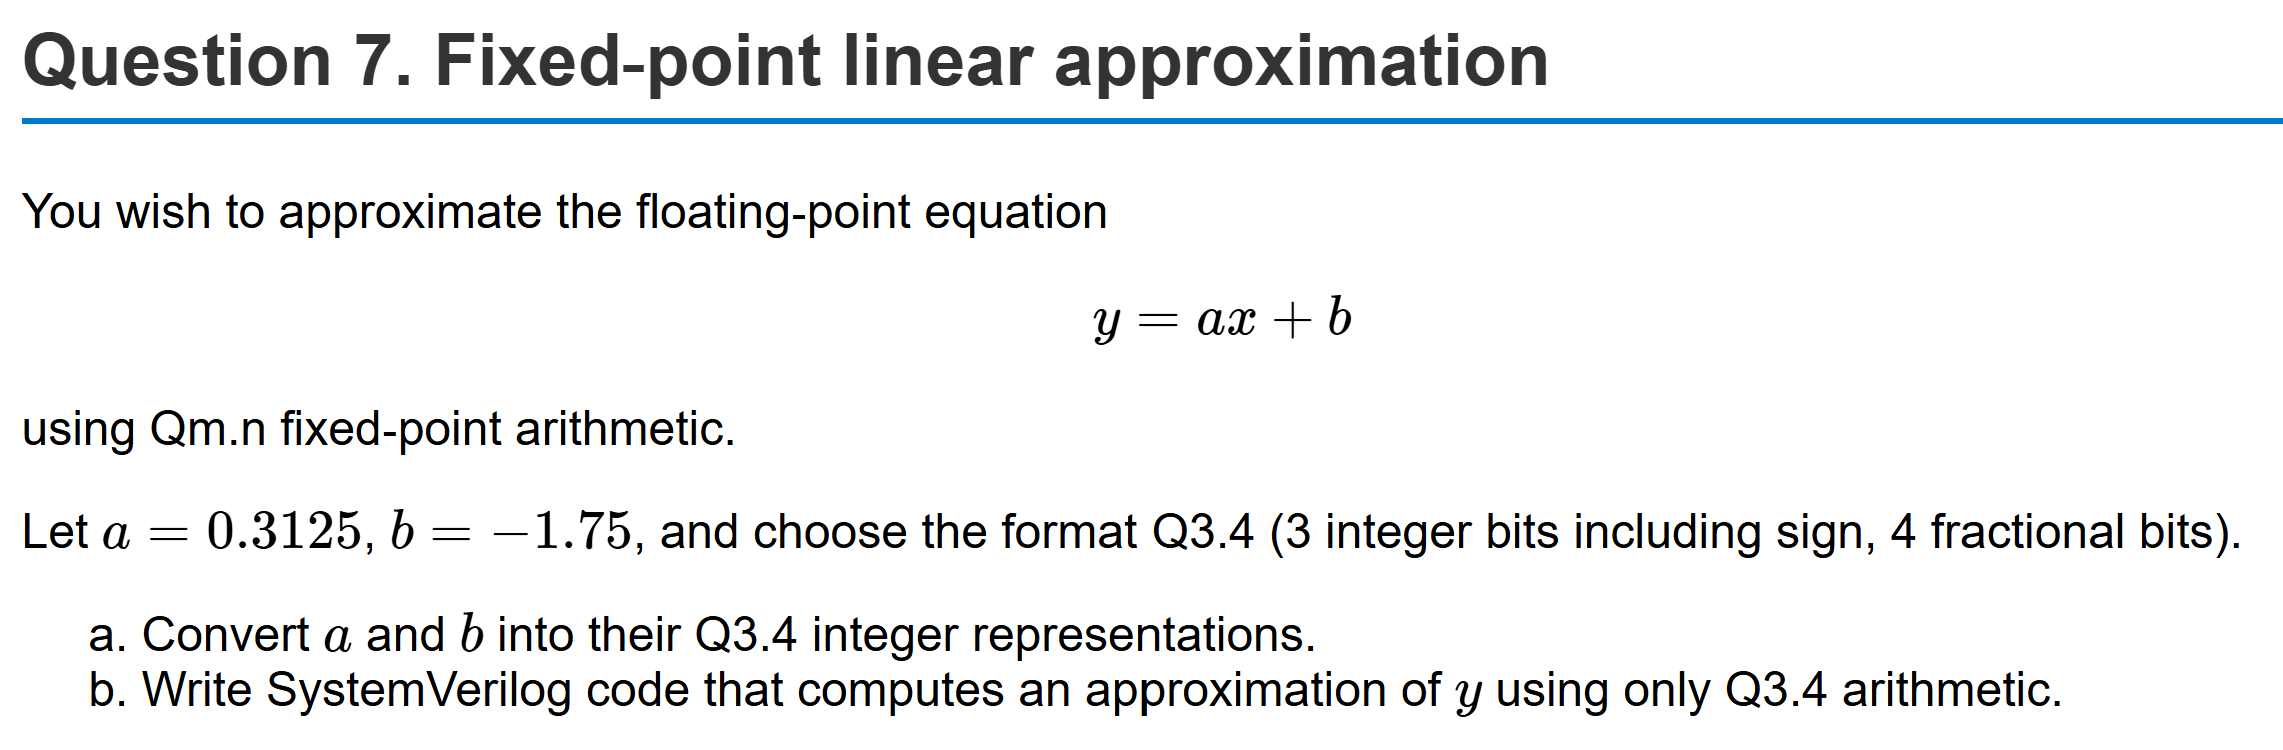 Question 7. Fixed-point linear approximation
You wish to approximate the floating-point equation
y = ax + b
using Qm.n fixed-point arithmetic.
Let a = 0.3125, b = −1.75, and choose the format Q3.4 (3 integer bits including sign, 4 fractional bits).
a. Convert a and b into their Q3.4 integer representations.
b. Write SystemVerilog code that computes an approximation of y using only Q3.4 arithmetic.